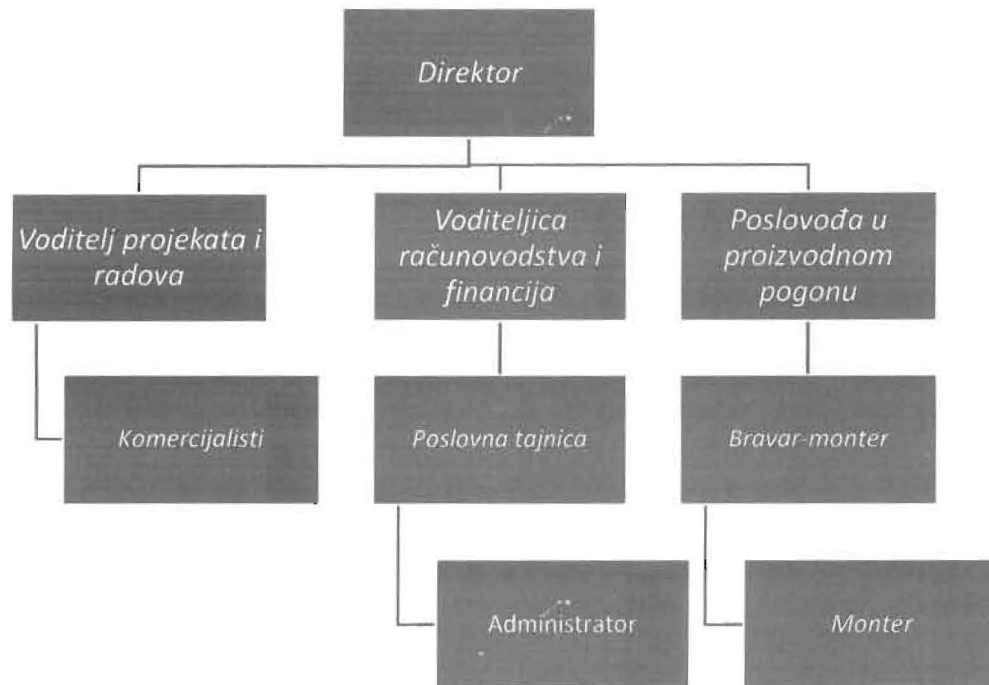 Direktor
Voditelj projekata i
radova
Voditeljica
računovodstva i
financija
Poslovođa u
proizvodnom
pogonu
Komercijalisti
Poslovna tajnica
Bravar-monter
Administrator
Monter